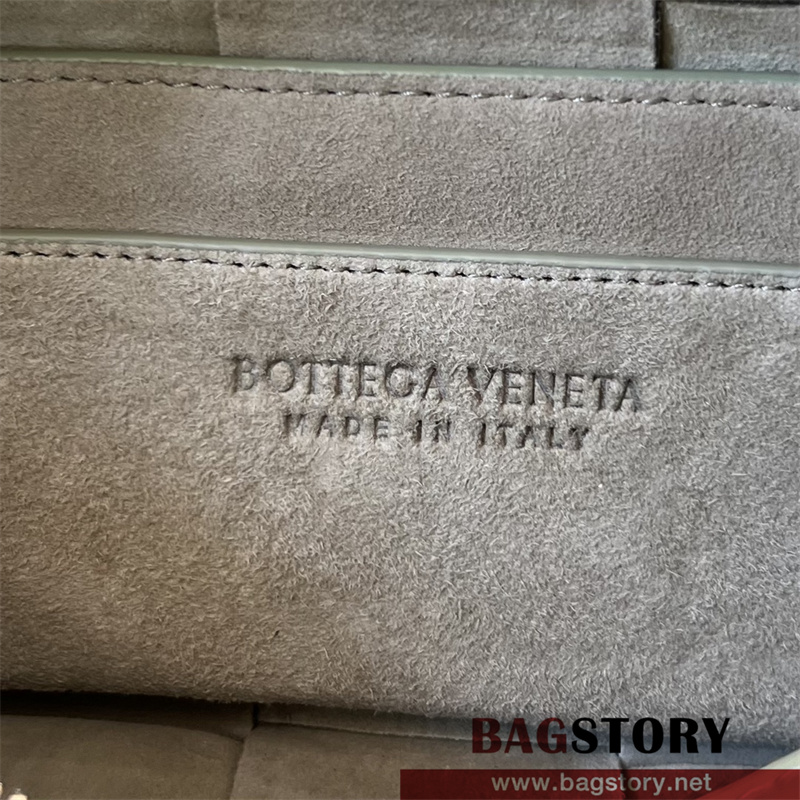 BOTTEGA VENETA
MADE IN ITALY
BAGSTORY
www.bagstory.net